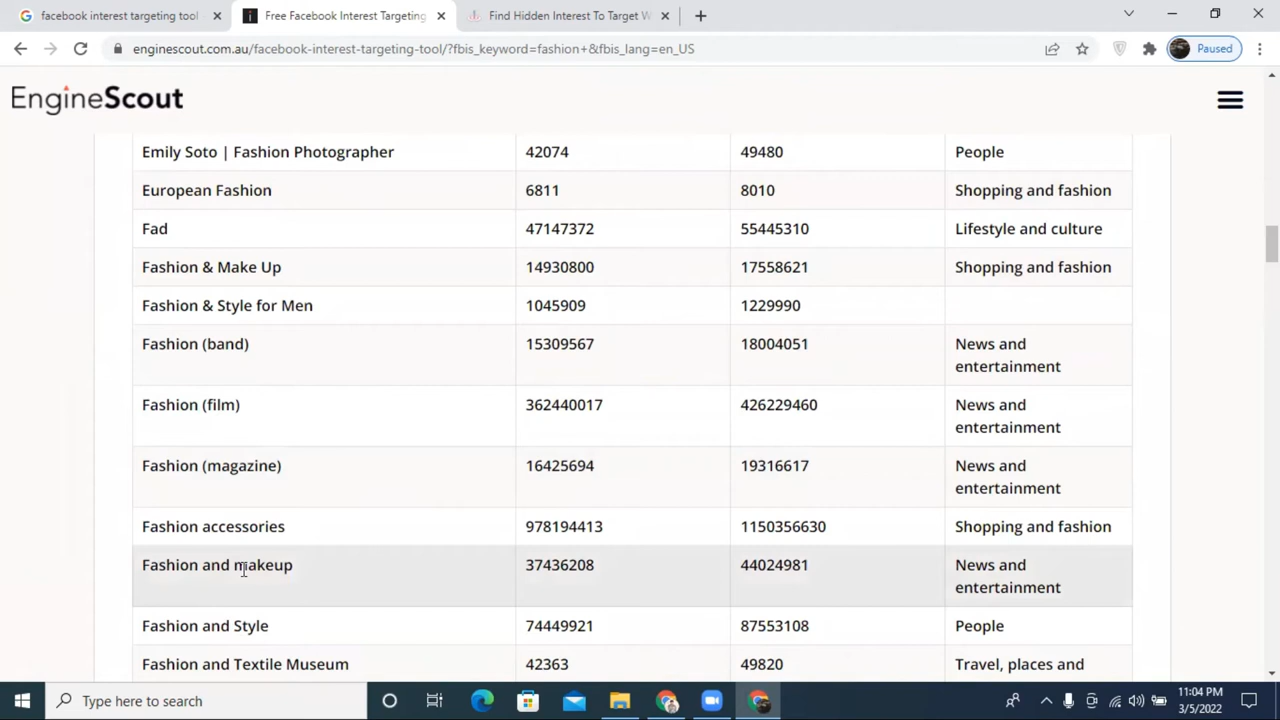 facebook interest targeting tool
Free Facebook Interest Targeting
Find Hidden Interest To Target W
enginescout.com.au/facebook-interest-targeting-tool/?fbis_keyword=fashion+&fbis_lang=en_US
Paused
EngineScout
Emily Soto | Fashion Photographer 42074 49480 People
European Fashion 6811 8010 Shopping and fashion
Fad 47147372 55445310 Lifestyle and culture
Fashion & Make Up 14930800 17558621 Shopping and fashion
Fashion & Style for Men 1045909 1229990
Fashion (band) 15309567 18004051 News and
entertainment
Fashion (film) 362440017 426229460 News and
entertainment
Fashion (magazine) 16425694 19316617 News and
entertainment
Fashion accessories 978194413 1150356630 Shopping and fashion
Fashion and makeup 37436208 44024981 News and
entertainment
Fashion and Style 74449921 87553108 People
Fashion and Textile Museum 42363 49820 Travel, places and
Type here to search
11:04 PM
3/5/2022